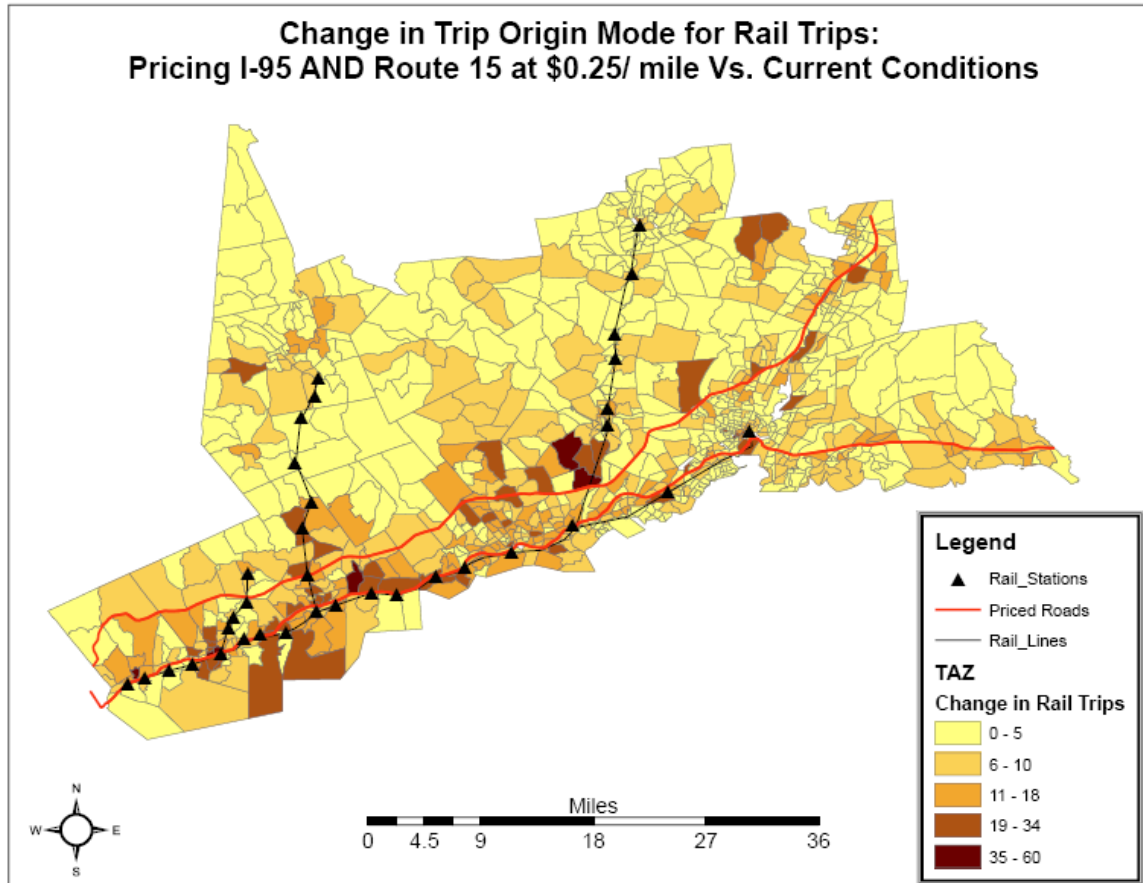 Change in Trip Origin Mode for Rail Trips:
Pricing I-95 AND Route 15 at $0.25/ mile Vs. Current Conditions
Legend
Rail_Stations
Priced Roads
Rail_Lines
TAZ
Change in Rail Trips
0 - 5
6 - 10
11 - 18
19 - 34
35 - 60
N
W E
S
Miles
0 4.5 9 18 27 36